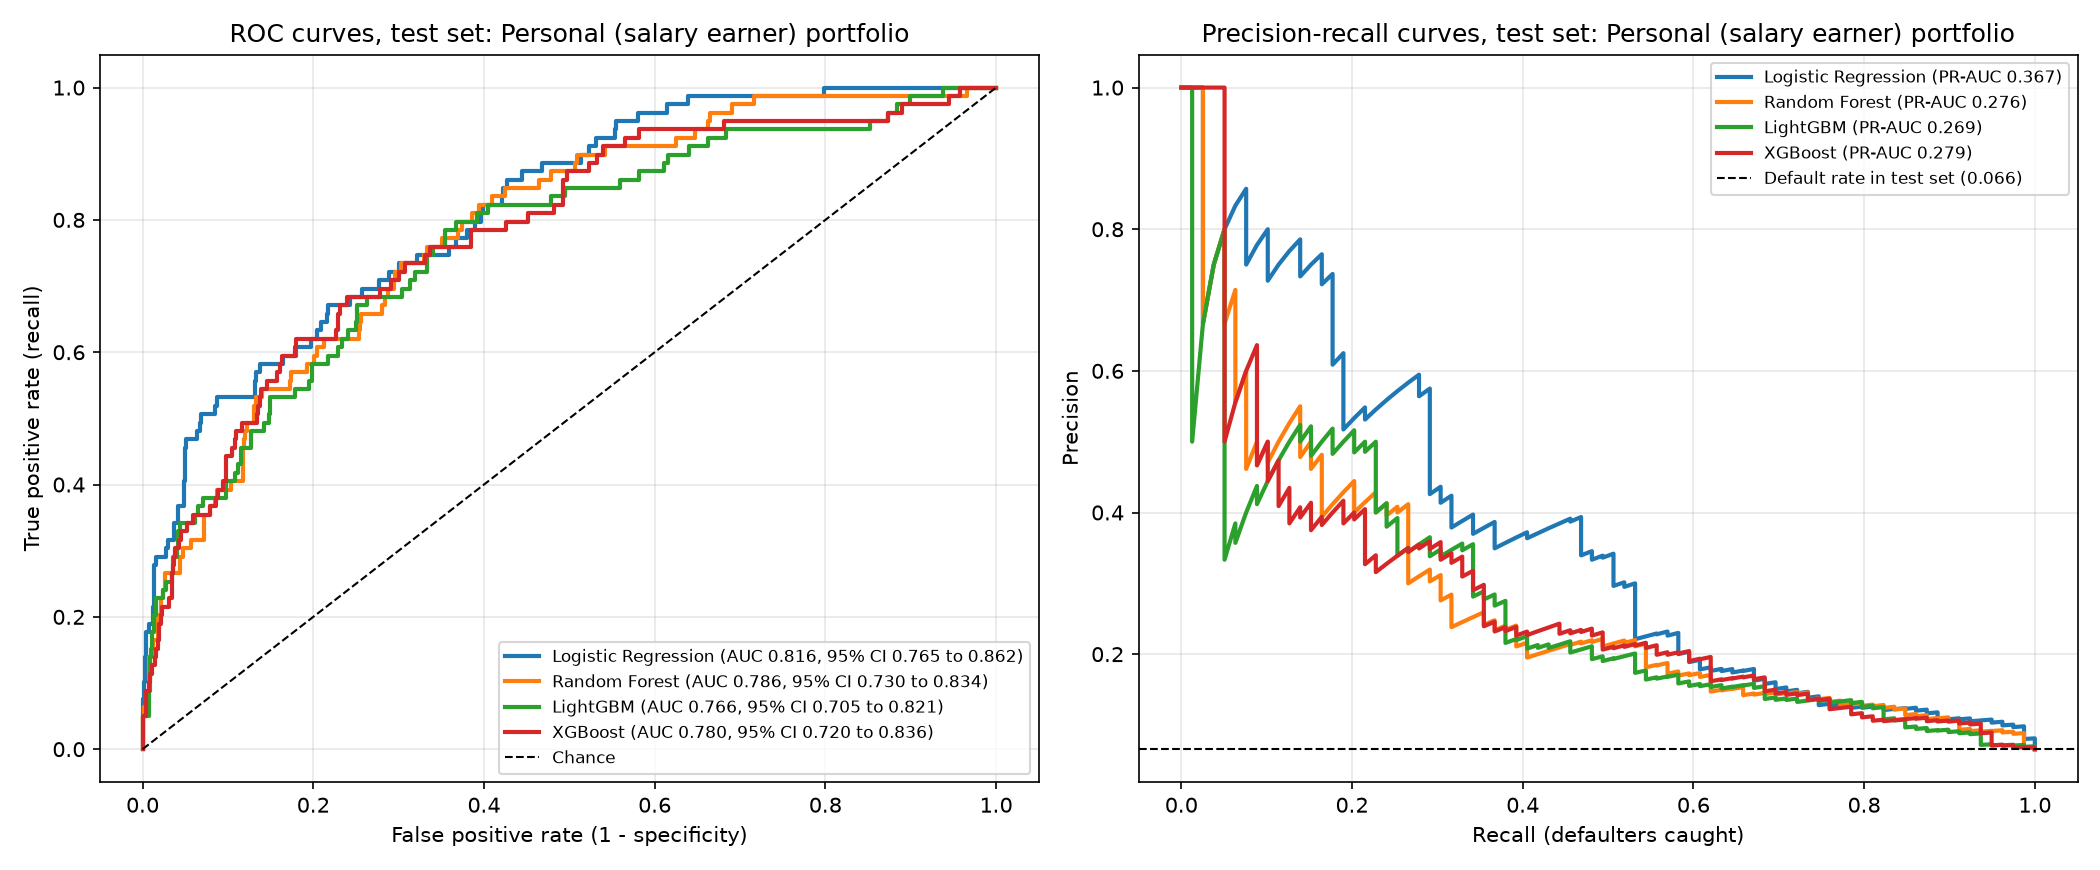 ROC curves, test set: Personal (salary earner) portfolio
True positive rate (recall)
1.0
0.8
0.6
0.4
0.2
0.0
Logistic Regression (AUC 0.816, 95% CI 0.765 to 0.862)
Random Forest (AUC 0.786, 95% CI 0.730 to 0.834)
LightGBM (AUC 0.766, 95% CI 0.705 to 0.821)
XGBoost (AUC 0.780, 95% CI 0.720 to 0.836)
Chance
0.0 0.2 0.4 0.6 0.8 1.0
False positive rate (1 - specificity)
Precision-recall curves, test set: Personal (salary earner) portfolio
Precision
1.0
0.8
0.6
0.4
0.2
Logistic Regression (PR-AUC 0.367)
Random Forest (PR-AUC 0.276)
LightGBM (PR-AUC 0.269)
XGBoost (PR-AUC 0.279)
Default rate in test set (0.066)
0.0 0.2 0.4 0.6 0.8 1.0
Recall (defaulters caught)